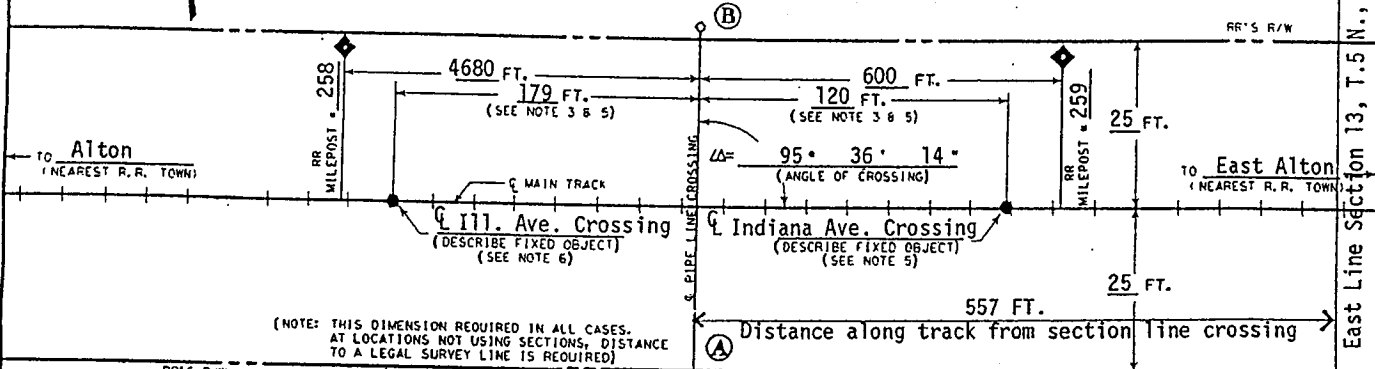 B
RR'S R/W
4680 FT.
600 FT.
179 FT.
(SEE NOTE 3 & 5)
120 FT.
(SEE NOTE 3 & 5)
25 FT.
RR
MILEPOST = 258
RR
MILEPOST = 259
TO Alton
(NEAREST R.R. TOWN)
∠Δ= 95° 36' 14"
(ANGLE OF CROSSING)
TO East Alton
(NEAREST R.R. TOWN)
℄ MAIN TRACK
℄ PIPE LINE CROSSING
℄ Ill. Ave. Crossing
(DESCRIBE FIXED OBJECT)
(SEE NOTE 6)
℄ Indiana Ave. Crossing
(DESCRIBE FIXED OBJECT)
(SEE NOTE 5)
25 FT.
557 FT.
Distance along track from section line crossing
(NOTE: THIS DIMENSION REQUIRED IN ALL CASES.
AT LOCATIONS NOT USING SECTIONS, DISTANCE
TO A LEGAL SURVEY LINE IS REQUIRED)
A
East Line Section 13, T.5 N.,